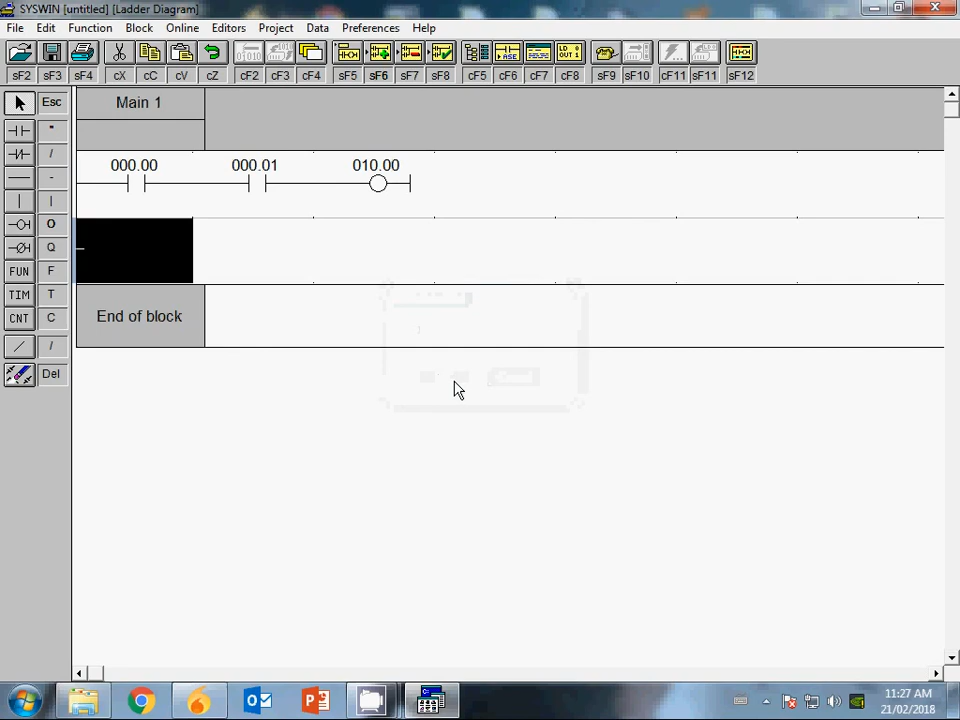 SYSWIN [untitled] [Ladder Diagram]
File Edit Function Block Online Editors Project Data Preferences Help
LD
OUT 1
sF2 sF3 sF4 cX cC cV cZ cF2 cF3 cF4 sF5 sF6 sF7 sF8 cF5 cF6 cF7 cF8 sF9 sF10 cF11 sF11 sF12
Esc
"
/
-
|
O
Q
FUN F
TIM T
CNT C
/
Del
Main 1
000.00 000.01 010.00
End of block
11:27 AM
21/02/2018